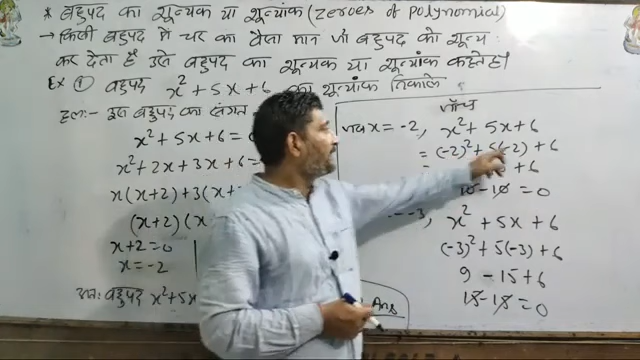 * बहुपद का शून्यक या शून्यांक (Zeroes of Polynomial)
→ किसी बहुपद में चर का ऐसा मान जो बहुपद को शून्य
कर देता है उसे बहुपद का शून्यक या शून्यांक कहते है।
Ex ① बहुपद x²+5x+6 का शून्यांक निकाले
हल:- इस बहुपद का संगत
x²+5x+6=
x²+2x+3x+6=
x(x+2)+3(x+
(x+2)(x
x+2=0
x=-2
अतः बहुपद x²+5x
Ans
जाँच
जब x=-2, x²+5x+6
=(-2)²+5(-2)+6
= +6
10-10=0
-3, x²+5x+6
(-3)²+5(-3)+6
9-15+6
15-15=0